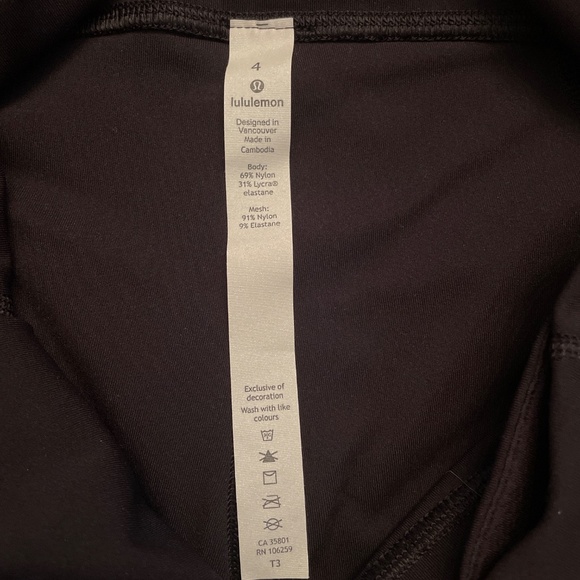 4
lululemon
Designed in
Vancouver
Made in
Cambodia
Body:
69% Nylon
31% Lycra®
elastane
Mesh:
91% Nylon
9% Elastane
Exclusive of
decoration
Wash with like
colours
CA 35801
RN 106259
T3